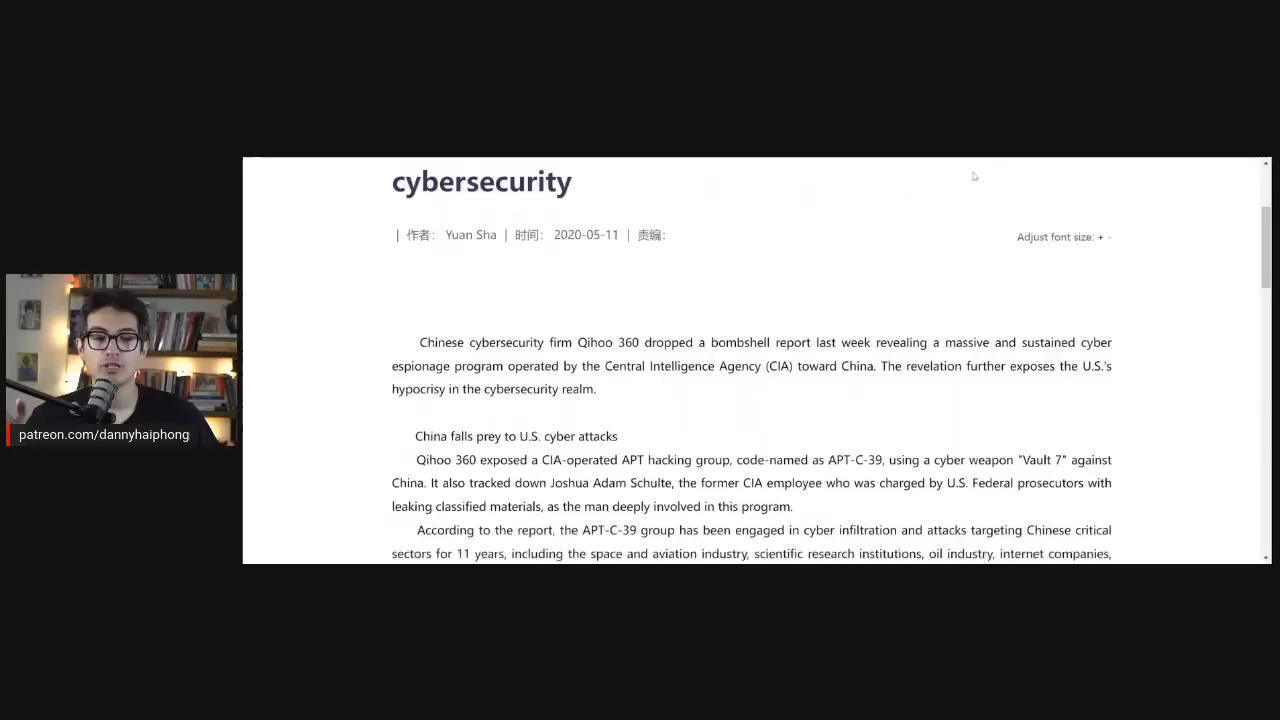 cybersecurity
| 作者： Yuan Sha | 时间： 2020-05-11 | 责编：
Adjust font size: + -
Chinese cybersecurity firm Qihoo 360 dropped a bombshell report last week revealing a massive and sustained cyber
espionage program operated by the Central Intelligence Agency (CIA) toward China. The revelation further exposes the U.S.'s
hypocrisy in the cybersecurity realm.
China falls prey to U.S. cyber attacks
Qihoo 360 exposed a CIA-operated APT hacking group, code-named as APT-C-39, using a cyber weapon "Vault 7" against
China. It also tracked down Joshua Adam Schulte, the former CIA employee who was charged by U.S. Federal prosecutors with
leaking classified materials, as the man deeply involved in this program.
According to the report, the APT-C-39 group has been engaged in cyber infiltration and attacks targeting Chinese critical
sectors for 11 years, including the space and aviation industry, scientific research institutions, oil industry, internet companies,
patreon.com/dannyhaiphong